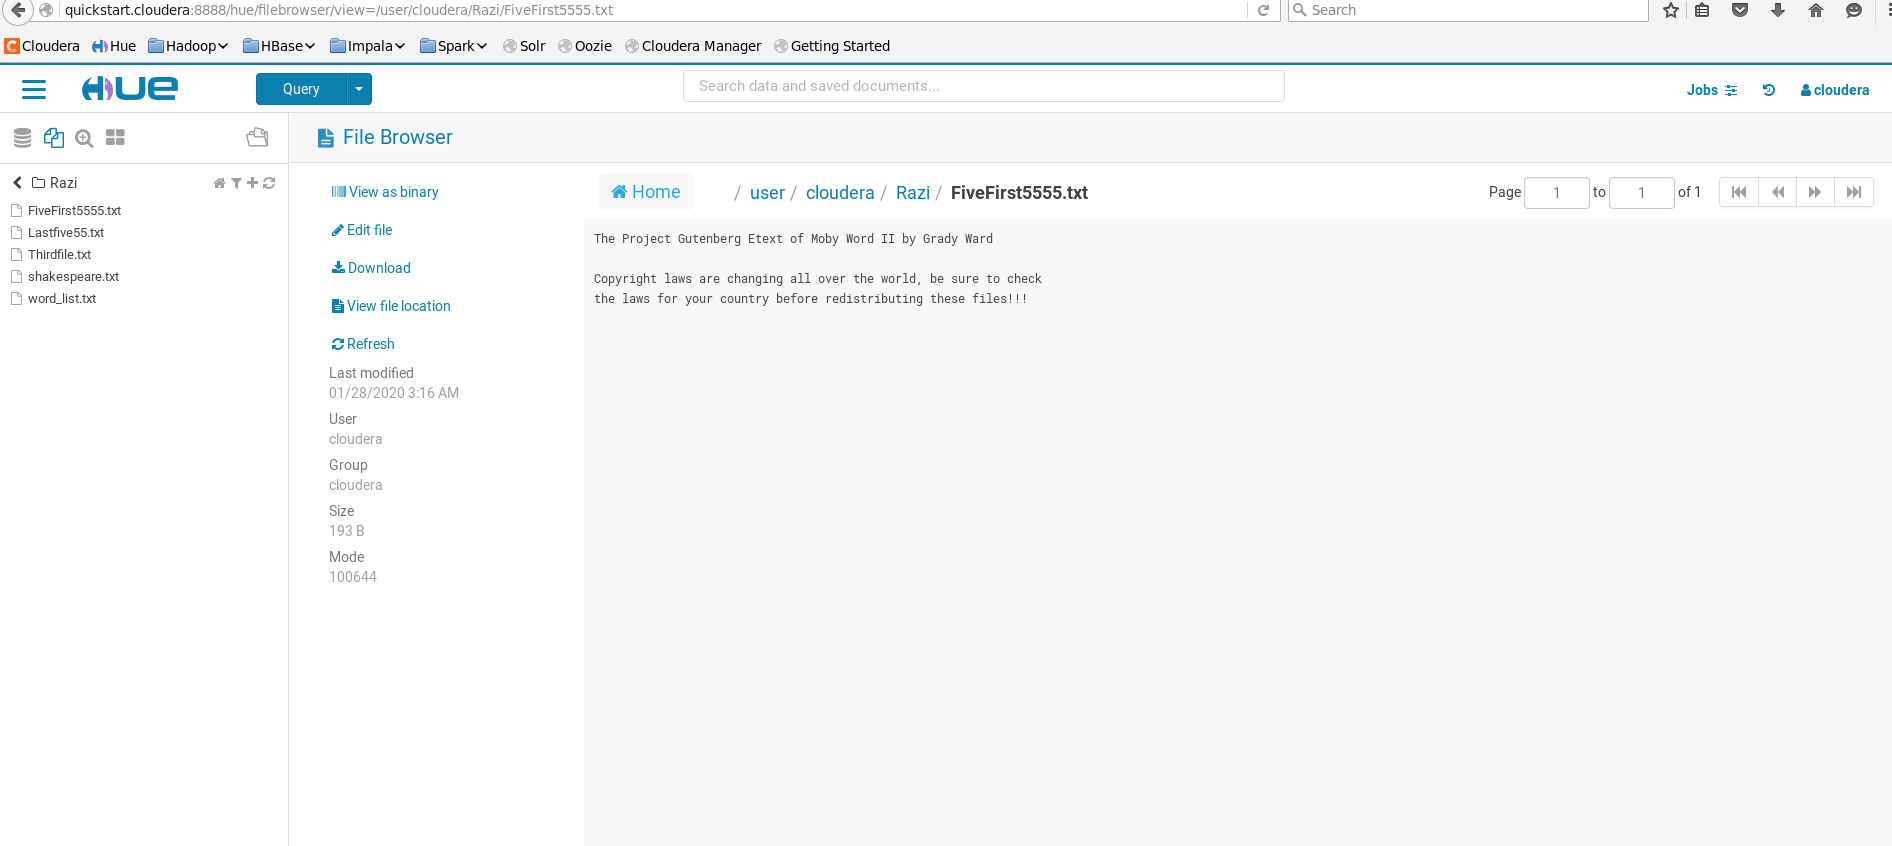 quickstart.cloudera:8888/hue/filebrowser/view=/user/cloudera/Razi/FiveFirst5555.txt
Search
Cloudera Hue Hadoop HBase Impala Spark Solr Oozie Cloudera Manager Getting Started
HUE
Query
Search data and saved documents...
Jobs
cloudera
File Browser
Razi
FiveFirst5555.txt
Lastfive55.txt
Thirdfile.txt
shakespeare.txt
word_list.txt
View as binary
Edit file
Download
View file location
Refresh
Last modified
01/28/2020 3:16 AM
User
cloudera
Group
cloudera
Size
193 B
Mode
100644
Home / user / cloudera / Razi / FiveFirst5555.txt
Page 1 to 1 of 1
The Project Gutenberg Etext of Moby Word II by Grady Ward
Copyright laws are changing all over the world, be sure to check
the laws for your country before redistributing these files!!!